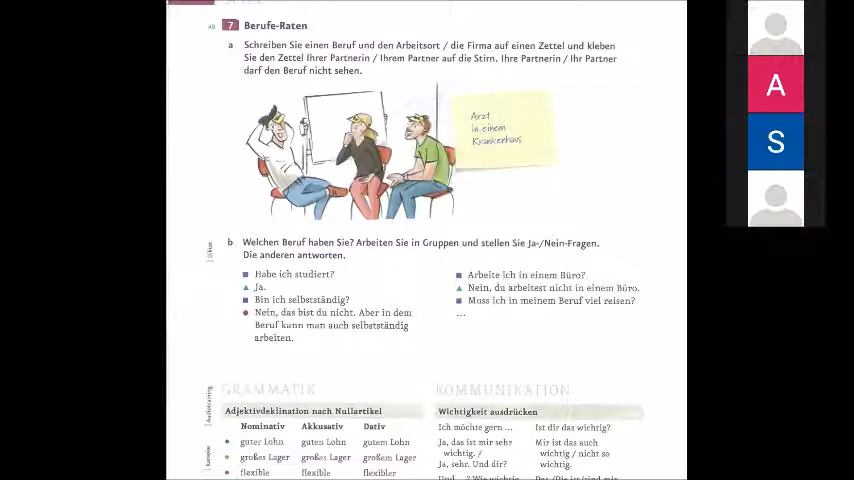 AB 7 Berufe-Raten
a Schreiben Sie einen Beruf und den Arbeitsort / die Firma auf einen Zettel und kleben
Sie den Zettel Ihrer Partnerin / Ihrem Partner auf die Stirn. Ihre Partnerin / Ihr Partner
darf den Beruf nicht sehen.
Arzt
in einem
Krankenhaus
b Welchen Beruf haben Sie? Arbeiten Sie in Gruppen und stellen Sie Ja-/Nein-Fragen.
Die anderen antworten.
Habe ich studiert?
Ja.
Bin ich selbstständig?
Nein, das bist du nicht. Aber in dem
Beruf kann man auch selbstständig
arbeiten.
Arbeite ich in einem Büro?
Nein, du arbeitest nicht in einem Büro.
Muss ich in meinem Beruf viel reisen?
...
Diktat
Audiotraining
Karaoke
GRAMMATIK
Adjektivdeklination nach Nullartikel
Nominativ Akkusativ Dativ
guter Lohn guten Lohn gutem Lohn
großes Lager großes Lager großem Lager
flexible flexible flexibler
KOMMUNIKATION
Wichtigkeit ausdrücken
Ich möchte gern ... Ist dir das wichtig?
Ja, das ist mir sehr Mir ist das auch
wichtig. / wichtig / nicht so
Ja, sehr. Und dir? wichtig.
A
S